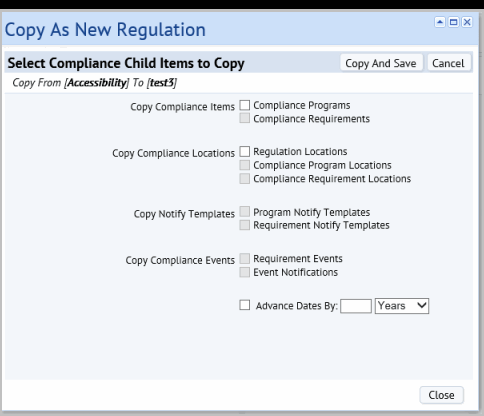 Copy As New Regulation
Select Compliance Child Items to Copy Copy And Save Cancel
Copy From [Accessibility] To [test3]
Copy Compliance Items Compliance Programs
Compliance Requirements
Copy Compliance Locations Regulation Locations
Compliance Program Locations
Compliance Requirement Locations
Copy Notify Templates Program Notify Templates
Requirement Notify Templates
Copy Compliance Events Requirement Events
Event Notifications
Advance Dates By: Years
Close